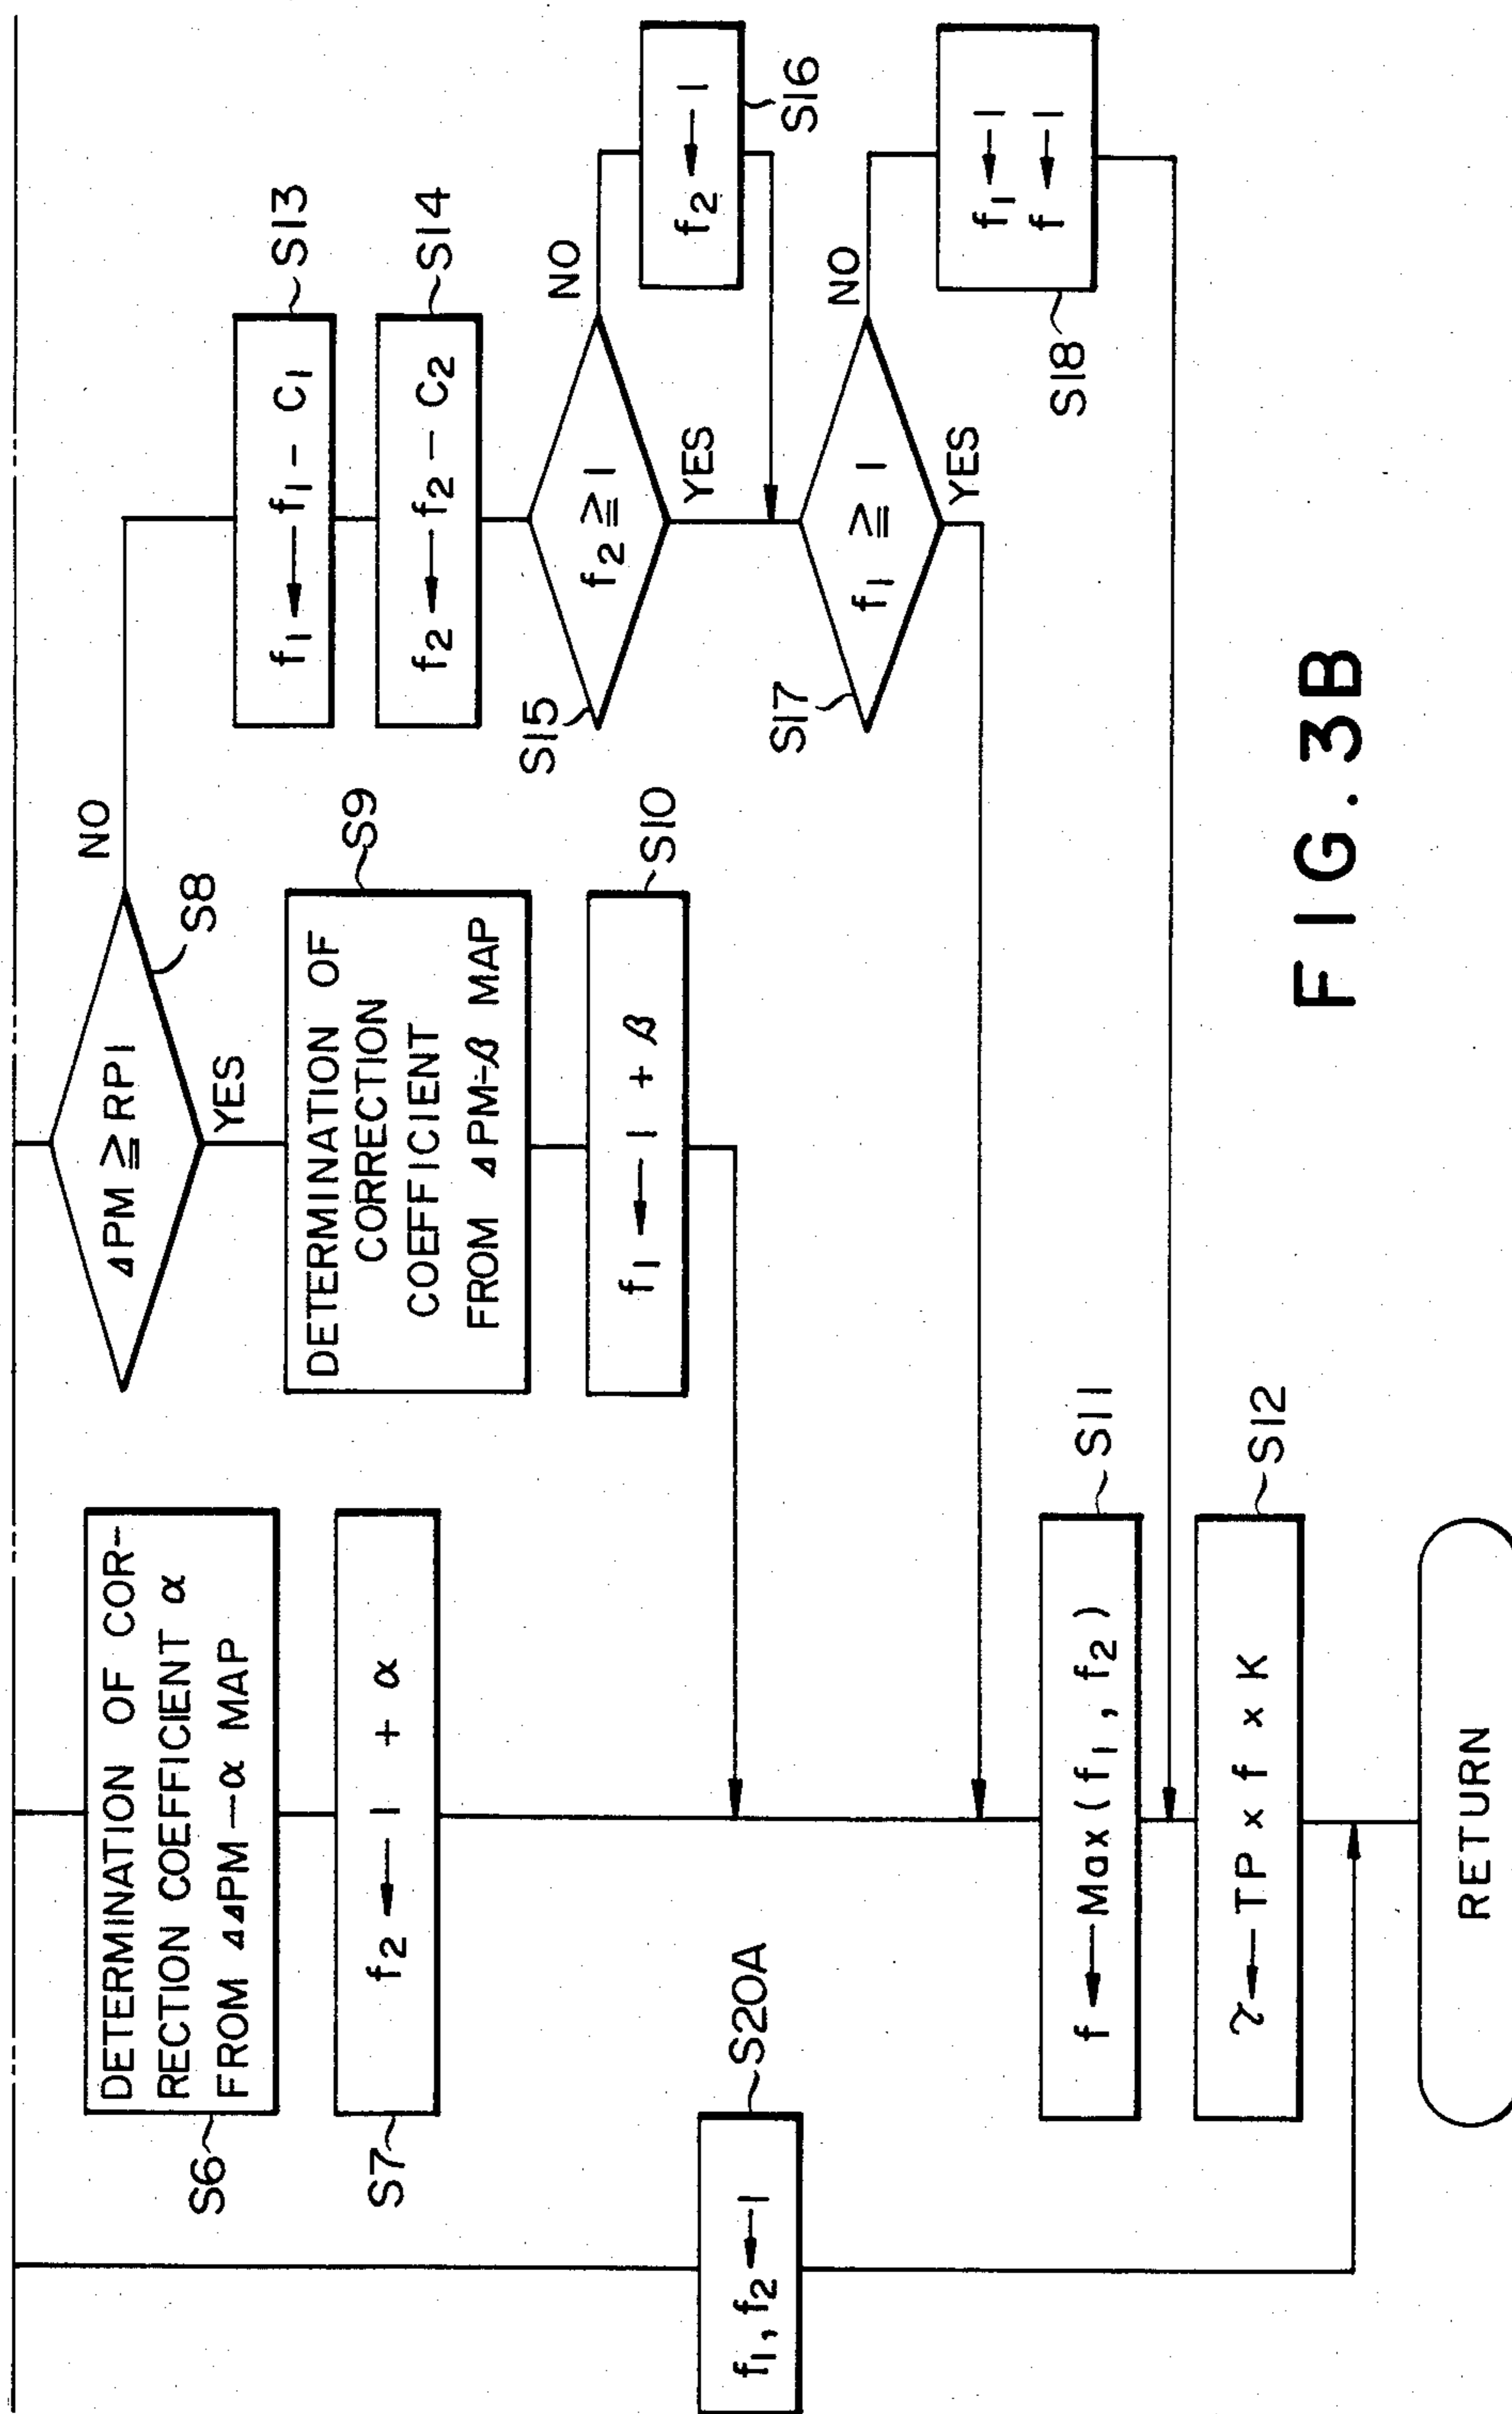 DETERMINATION OF COR-
RECTION COEFFICIENT α
FROM ΔΔPM—α MAP
S6
f₂ ← 1 + α
S7
ΔPM ≧ RP1
S8
NO
YES
DETERMINATION OF
CORRECTION
COEFFICIENT
FROM ΔPM-β MAP
S9
f₁ ← 1 + β
S10
f₁ ← f₁ - C₁
S13
f₂ ← f₂ - C₂
S14
f₂ ≧ 1
S15
NO
YES
f₂ ← 1
S16
f₁ ≧ 1
S17
NO
YES
f₁ ← 1
f ← 1
S18
f₁, f₂ ← 1
S20A
f ← Max (f₁, f₂)
S11
τ ← TP × f × K
S12
RETURN
FIG. 3B